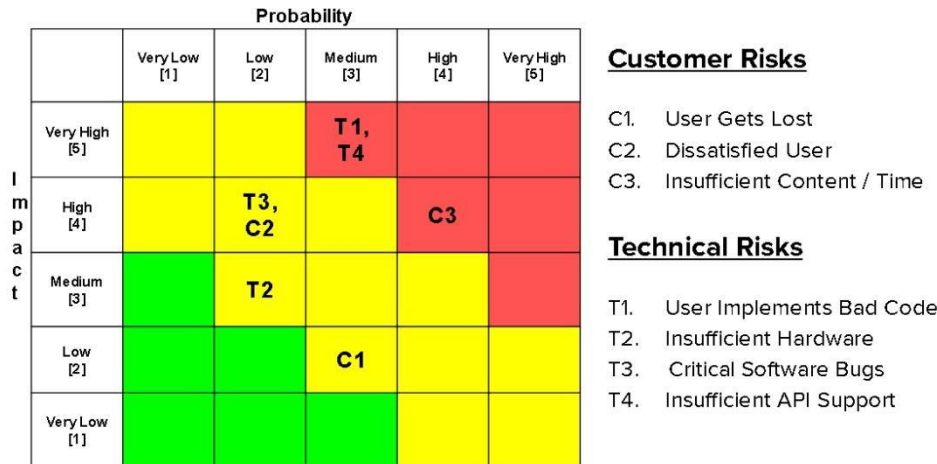 Probability
Very Low
[1]
Low
[2]
Medium
[3]
High
[4]
Very High
[5]
Impact
Very High
[5]
T1,
T4
High
[4]
T3,
C2
C3
Medium
[3]
T2
Low
[2]
C1
Very Low
[1]
Customer Risks
C1. User Gets Lost
C2. Dissatisfied User
C3. Insufficient Content / Time
Technical Risks
T1. User Implements Bad Code
T2. Insufficient Hardware
T3. Critical Software Bugs
T4. Insufficient API Support